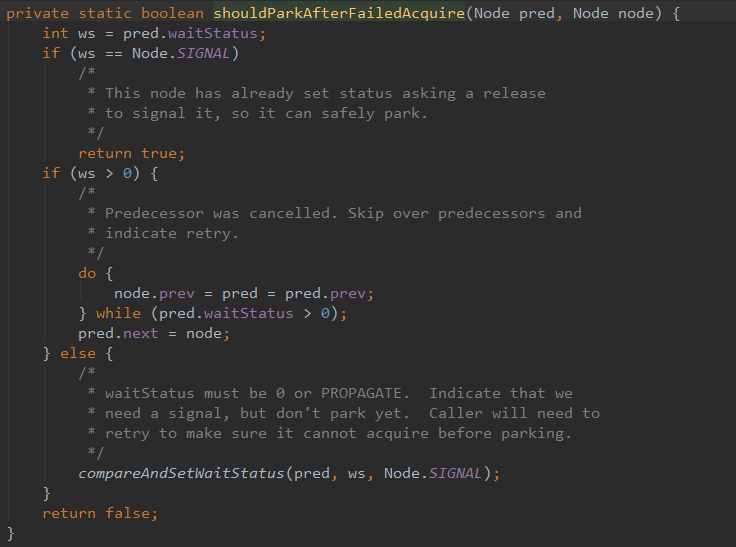 private static boolean shouldParkAfterFailedAcquire(Node pred, Node node) {
    int ws = pred.waitStatus;
    if (ws == Node.SIGNAL)
        /*
         * This node has already set status asking a release
         * to signal it, so it can safely park.
         */
        return true;
    if (ws > 0) {
        /*
         * Predecessor was cancelled. Skip over predecessors and
         * indicate retry.
         */
        do {
            node.prev = pred = pred.prev;
        } while (pred.waitStatus > 0);
        pred.next = node;
    } else {
        /*
         * waitStatus must be 0 or PROPAGATE.  Indicate that we
         * need a signal, but don't park yet.  Caller will need to
         * retry to make sure it cannot acquire before parking.
         */
        compareAndSetWaitStatus(pred, ws, Node.SIGNAL);
    }
    return false;
}